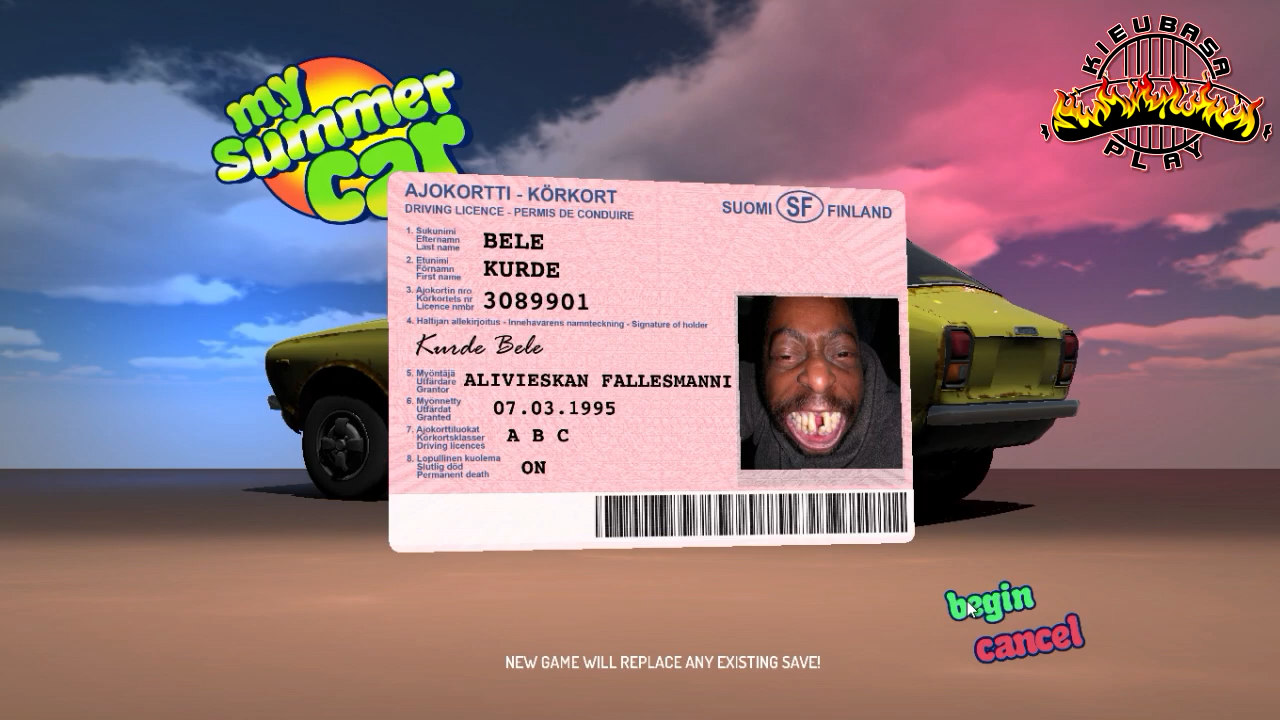 KIEUBASA
PLAY
my
summer
car
AJOKORTTI - KÖRKORT
DRIVING LICENCE - PERMIS DE CONDUIRE
SUOMI SF FINLAND
1. Sukunimi
Efternamn
Last name
BELE
2. Etunimi
Förnamn
First name
KURDE
3. Ajokortin nro
Körkortets nr
Licence nmbr
3089901
4. Haltijan allekirjoitus - Innehavarens namnteckning - Signature of holder
Kurde Bele
5. Myöntäjä
Utfärdare
Grantor
ALIVIESKAN FALLESMANNI
6. Myönnetty
Utfärdat
Granted
07.03.1995
7. Ajokorttiluokat
Körkortsklasser
Driving licences
A B C
8. Lopullinen kuolema
Slutlig död
Permanent death
ON
begin
cancel
NEW GAME WILL REPLACE ANY EXISTING SAVE!